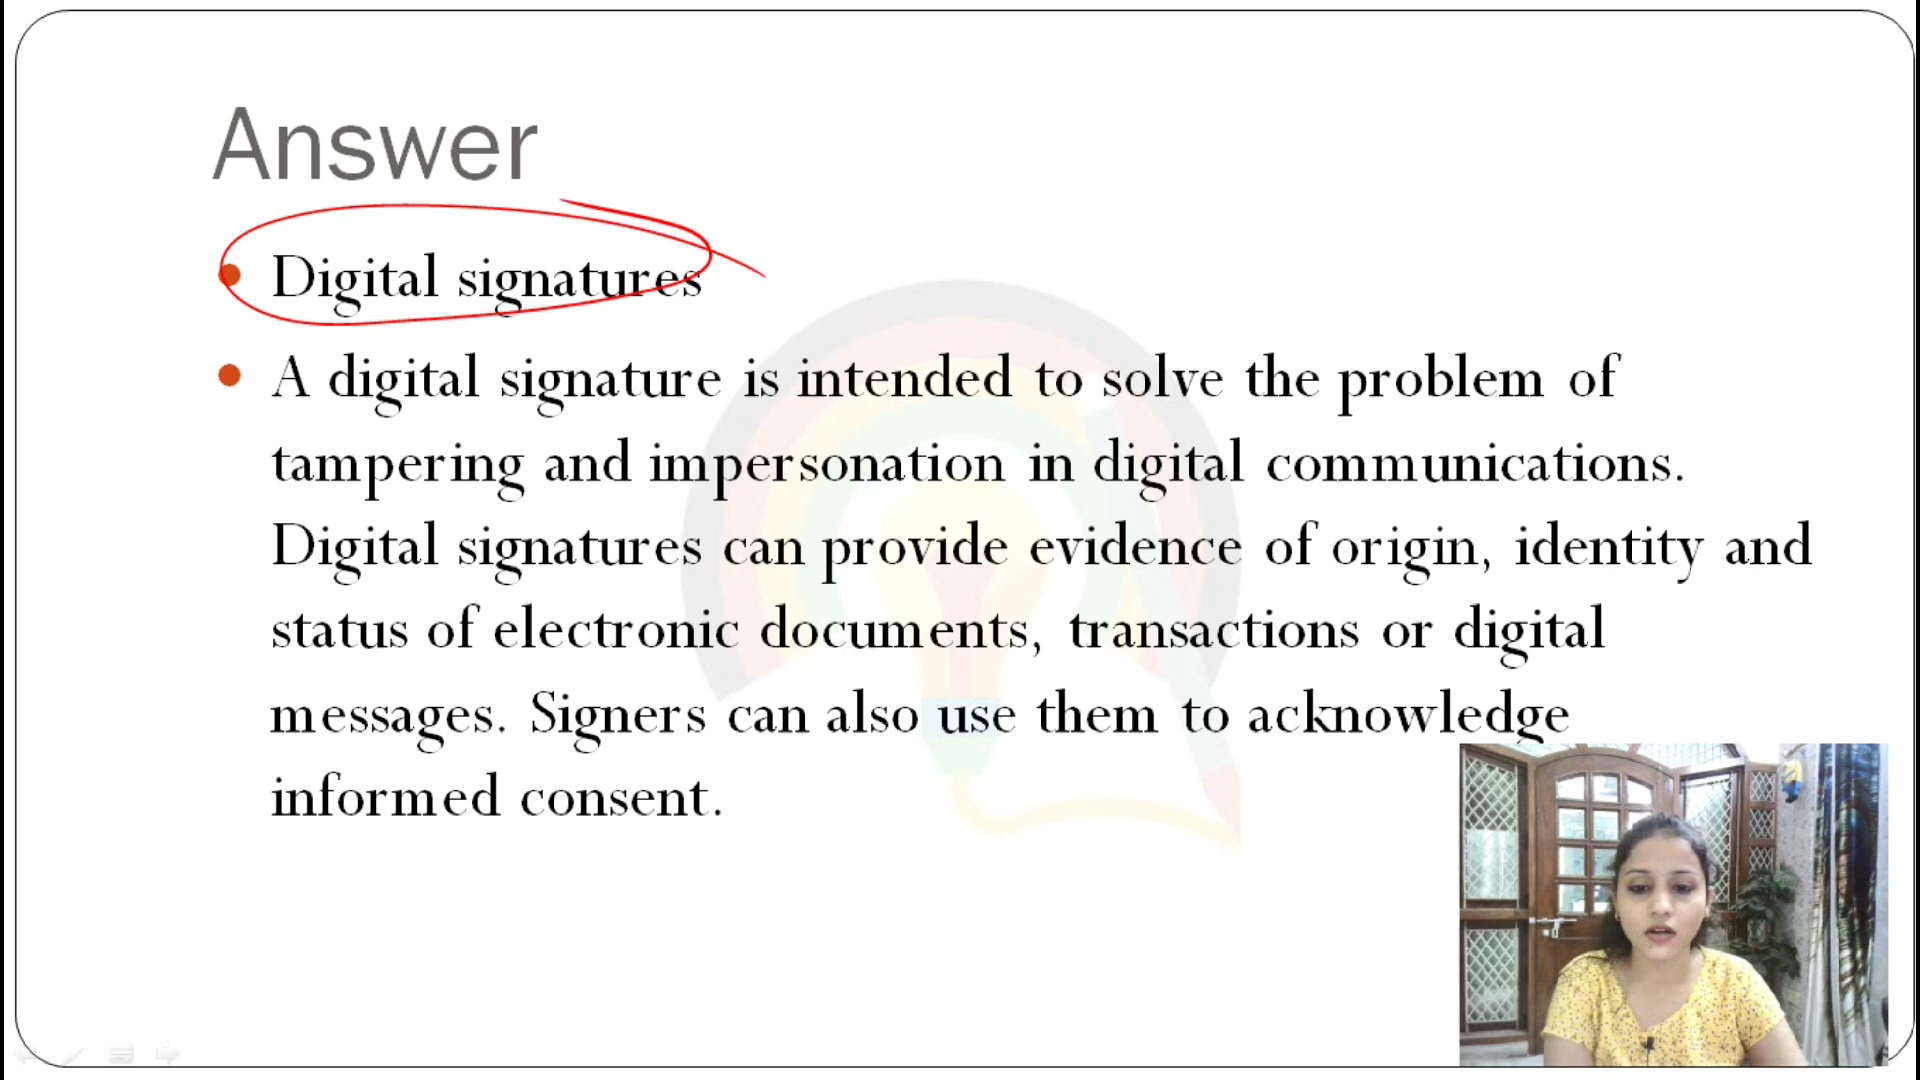 Answer
Digital signatures
A digital signature is intended to solve the problem of
tampering and impersonation in digital communications.
Digital signatures can provide evidence of origin, identity and
status of electronic documents, transactions or digital
messages. Signers can also use them to acknowledge
informed consent.